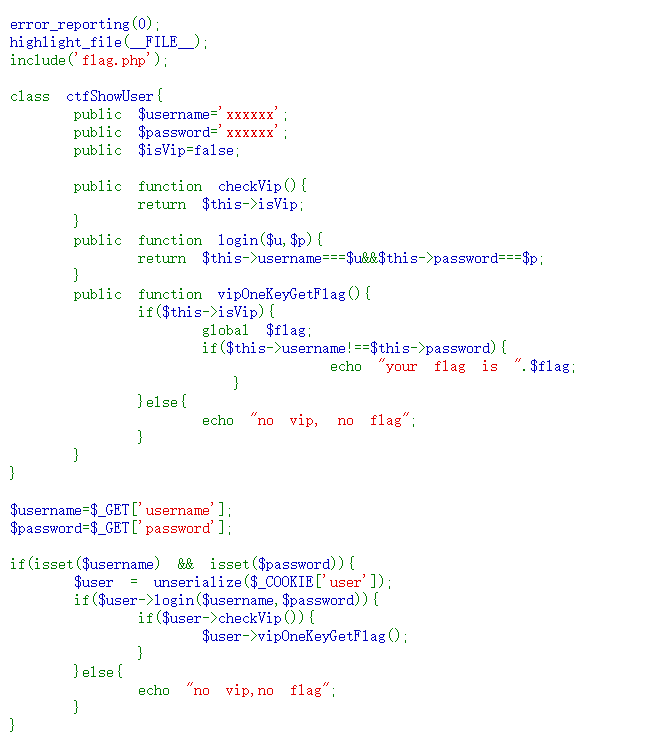 error_reporting(0);
highlight_file(__FILE__);
include('flag.php');
class ctfShowUser{
public $username='xxxxxx';
public $password='xxxxxx';
public $isVip=false;
public function checkVip(){
return $this->isVip;
}
public function login($u,$p){
return $this->username===$u&&$this->password===$p;
}
public function vipOneKeyGetFlag(){
if($this->isVip){
global $flag;
if($this->username!==$this->password){
echo "your flag is ".$flag;
}
}else{
echo "no vip, no flag";
}
}
}
$username=$_GET['username'];
$password=$_GET['password'];
if(isset($username) && isset($password)){
$user = unserialize($_COOKIE['user']);
if($user->login($username,$password)){
if($user->checkVip()){
$user->vipOneKeyGetFlag();
}
}else{
echo "no vip,no flag";
}
}